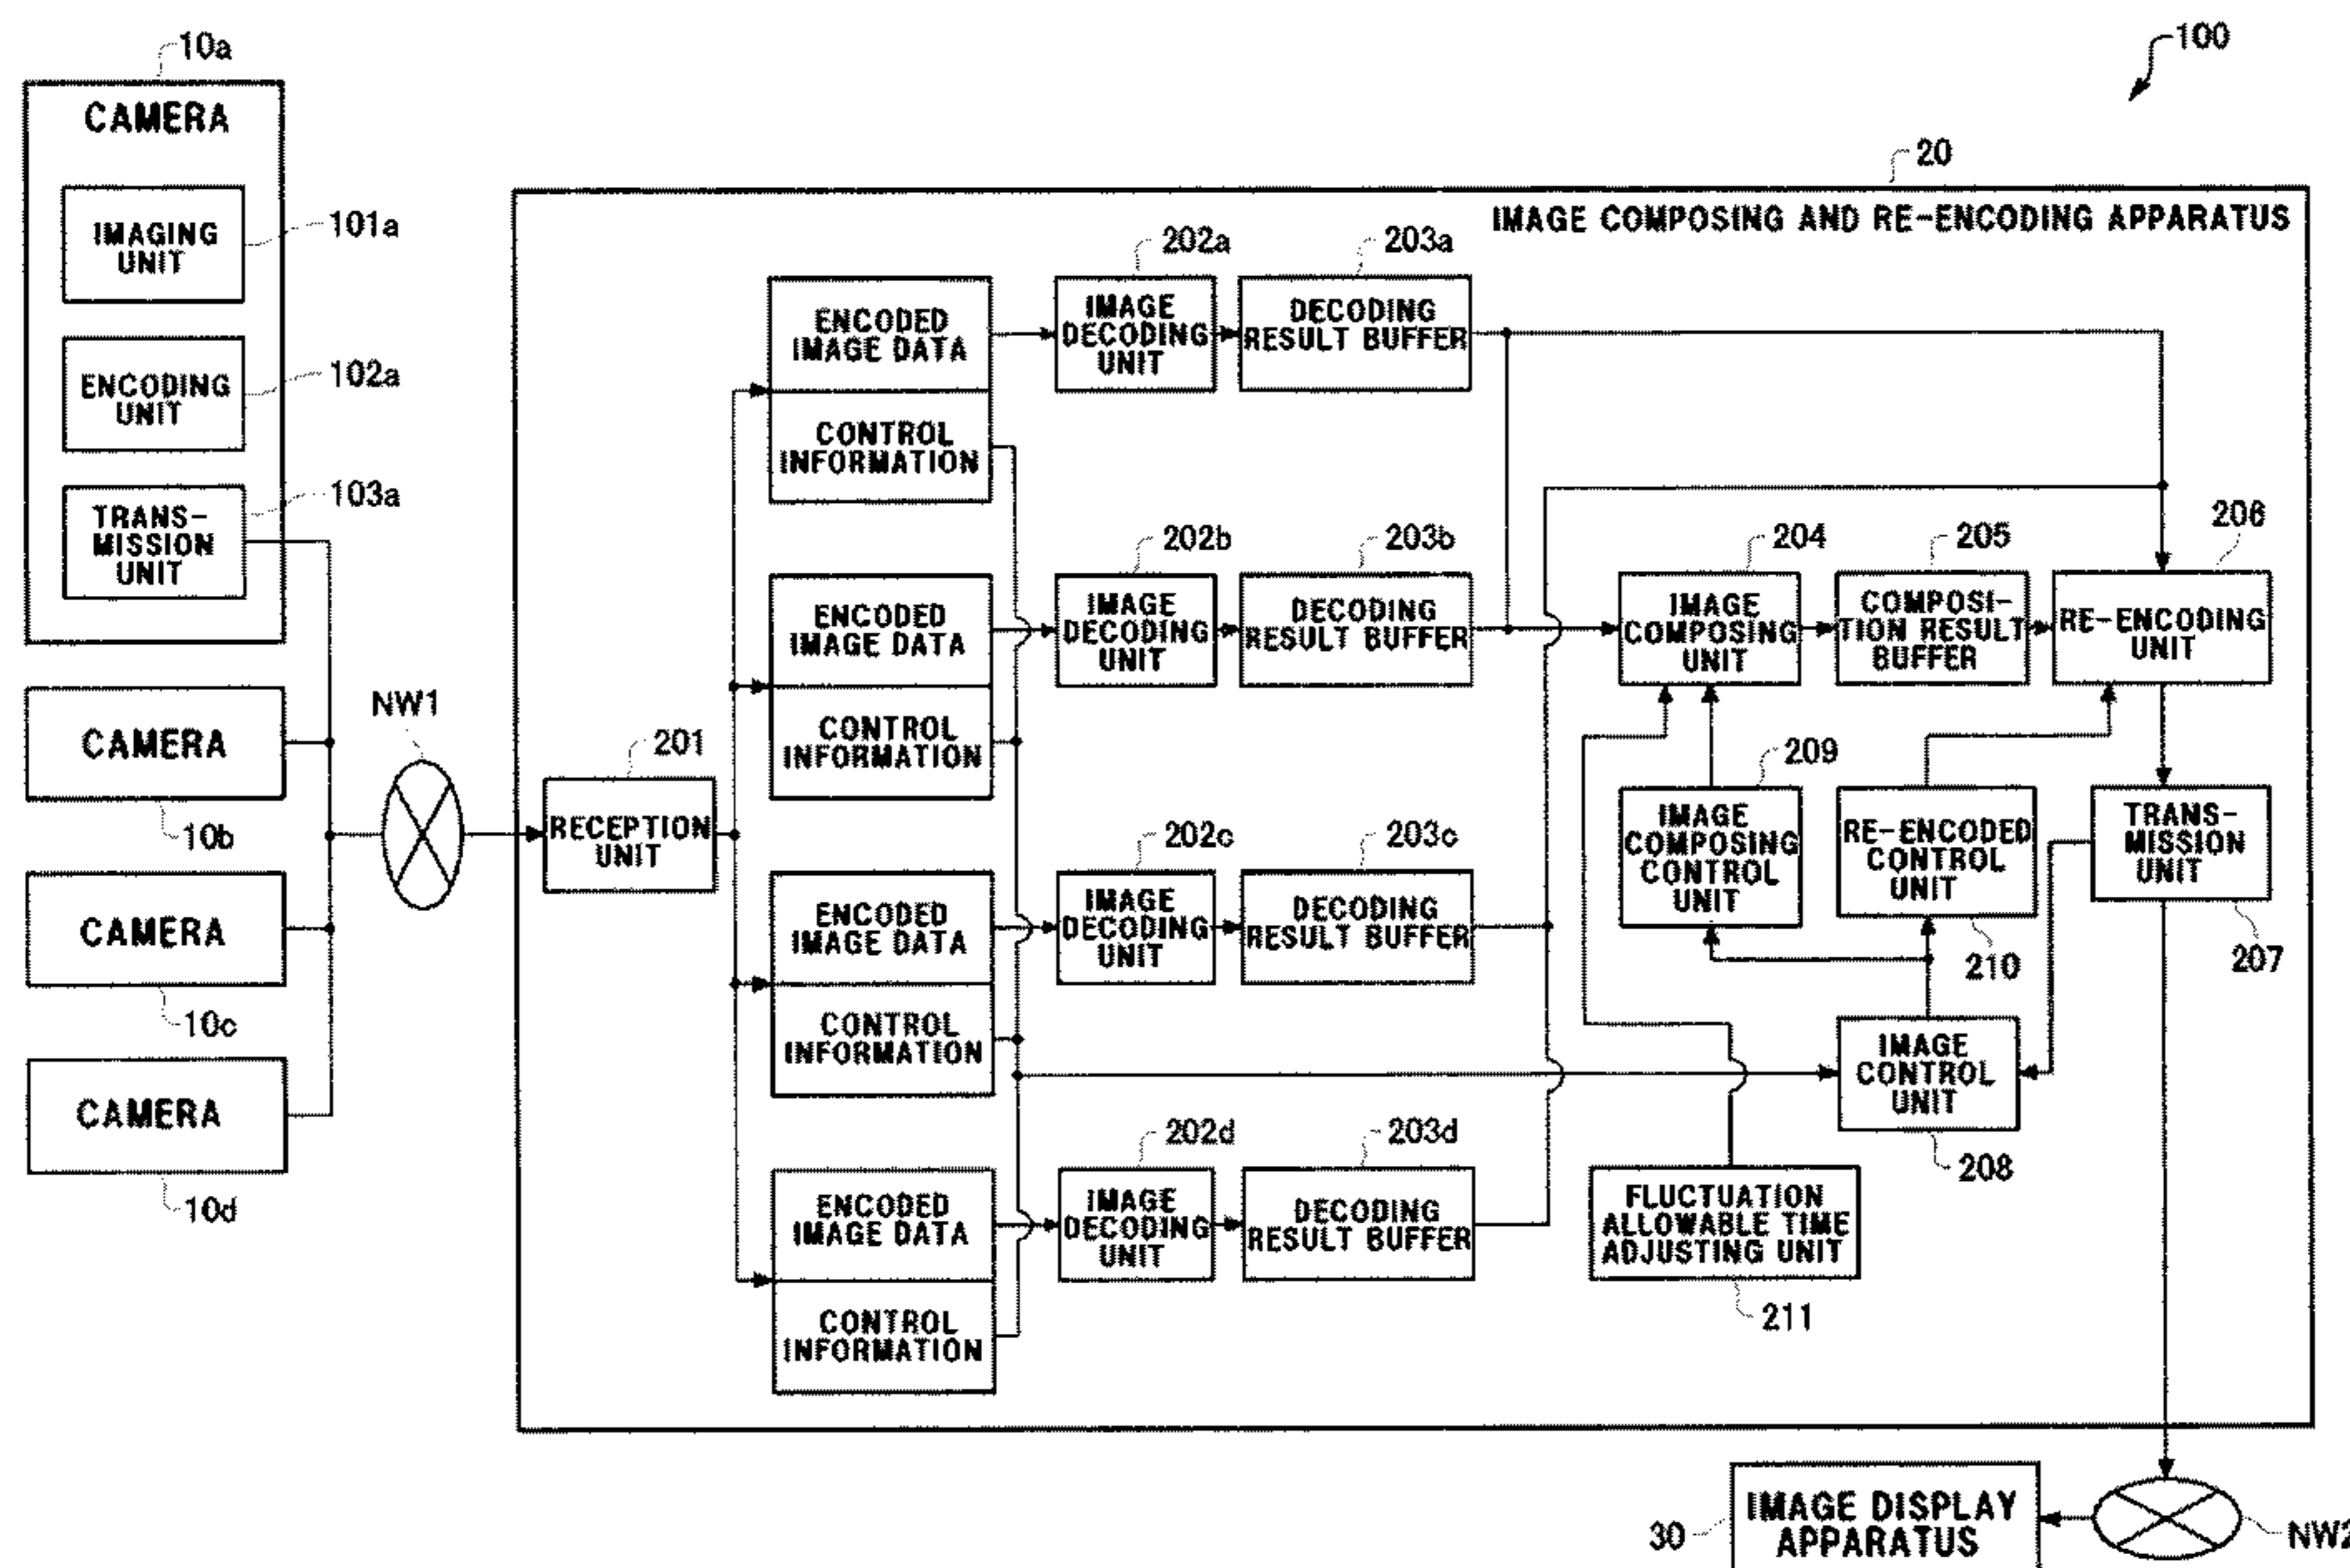 100
10a
CAMERA
IMAGING
UNIT
101a
ENCODING
UNIT
102a
TRANS-
MISSION
UNIT
103a
CAMERA
10b
CAMERA
10c
CAMERA
10d
NW1
20
IMAGE COMPOSING AND RE-ENCODING APPARATUS
201
RECEPTION
UNIT
ENCODED
IMAGE DATA
CONTROL
INFORMATION
202a
IMAGE
DECODING
UNIT
203a
DECODING
RESULT BUFFER
ENCODED
IMAGE DATA
CONTROL
INFORMATION
202b
IMAGE
DECODING
UNIT
203b
DECODING
RESULT BUFFER
204
IMAGE
COMPOSING
UNIT
205
COMPOSI-
TION RESULT
BUFFER
206
RE-ENCODING
UNIT
ENCODED
IMAGE DATA
CONTROL
INFORMATION
202c
IMAGE
DECODING
UNIT
203c
DECODING
RESULT BUFFER
209
IMAGE
COMPOSING
CONTROL
UNIT
RE-ENCODED
CONTROL
UNIT
210
TRANS-
MISSION
UNIT
207
IMAGE
CONTROL
UNIT
208
ENCODED
IMAGE DATA
CONTROL
INFORMATION
202d
IMAGE
DECODING
UNIT
203d
DECODING
RESULT BUFFER
FLUCTUATION
ALLOWABLE TIME
ADJUSTING UNIT
211
30
IMAGE DISPLAY
APPARATUS
NW2